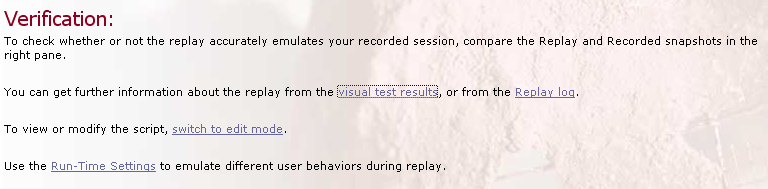 Verification:
To check whether or not the replay accurately emulates your recorded session, compare the Replay and Recorded snapshots in the
right pane.
You can get further information about the replay from the visual test results, or from the Replay log.
To view or modify the script, switch to edit mode.
Use the Run-Time Settings to emulate different user behaviors during replay.